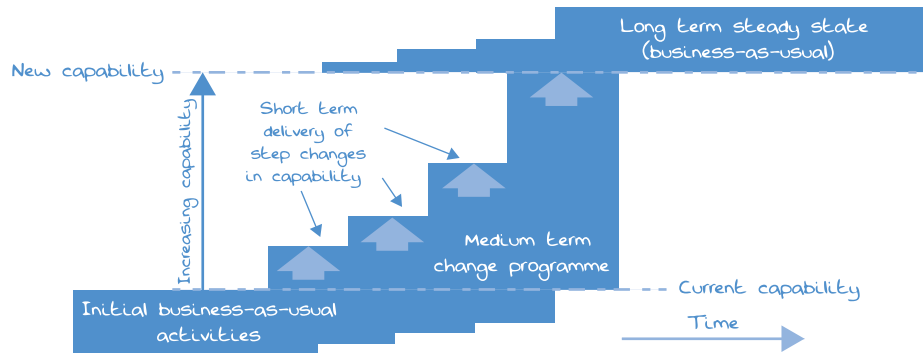 Long term steady state
(business-as-usual)
New capability
Short term
delivery of
step changes
in capability
Increasing capability
Medium term
change programme
Current capability
Initial business-as-usual
activities
Time